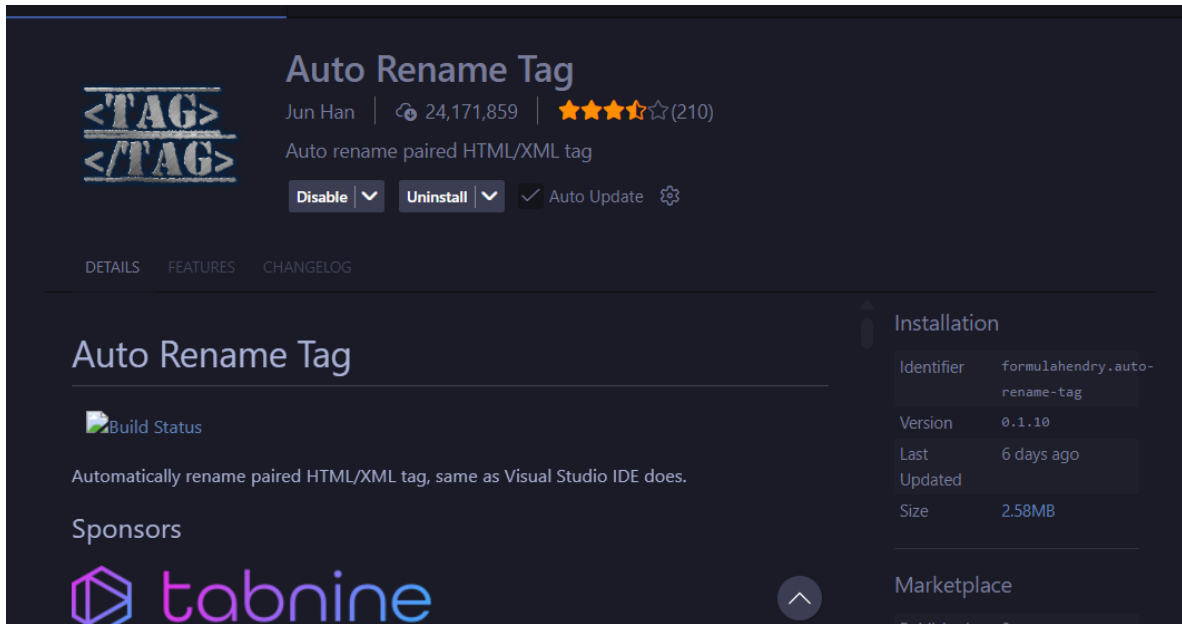 <TAG>
</TAG>
Auto Rename Tag
Jun Han 24,171,859 (210)
Auto rename paired HTML/XML tag
Disable Uninstall Auto Update
DETAILS FEATURES CHANGELOG
Auto Rename Tag
Build Status
Automatically rename paired HTML/XML tag, same as Visual Studio IDE does.
Sponsors
tabnine
Installation
Identifier formulahendry.auto-
rename-tag
Version 0.1.10
Last 6 days ago
Updated
Size 2.58MB
Marketplace